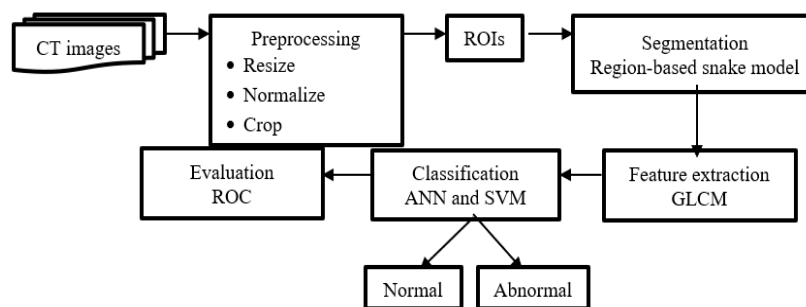 CT images
Preprocessing
• Resize
• Normalize
• Crop
ROIs
Segmentation
Region-based snake model
Evaluation
ROC
Classification
ANN and SVM
Feature extraction
GLCM
Normal
Abnormal